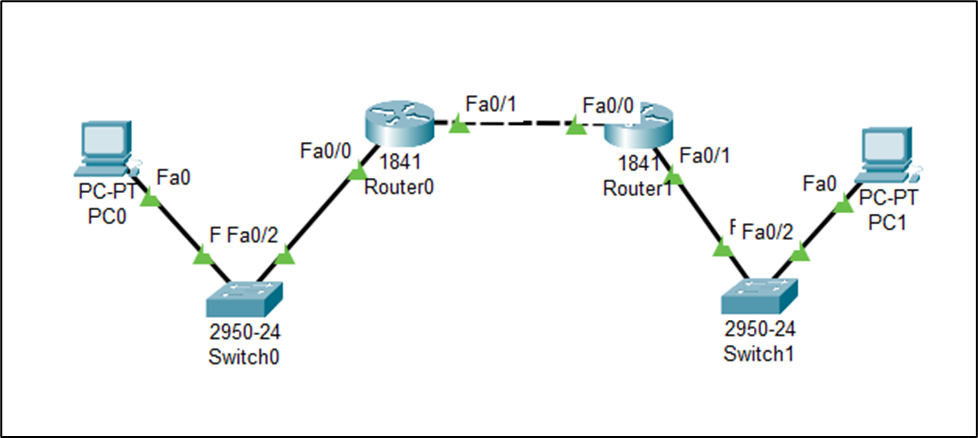 Fa0/1
Fa0/0
Fa0/0
1841
Router0
1841
Router1
Fa0/1
Fa0
PC-PT
PC0
Fa0
PC-PT
PC1
F Fa0/2
Fa0/2
2950-24
Switch0
2950-24
Switch1